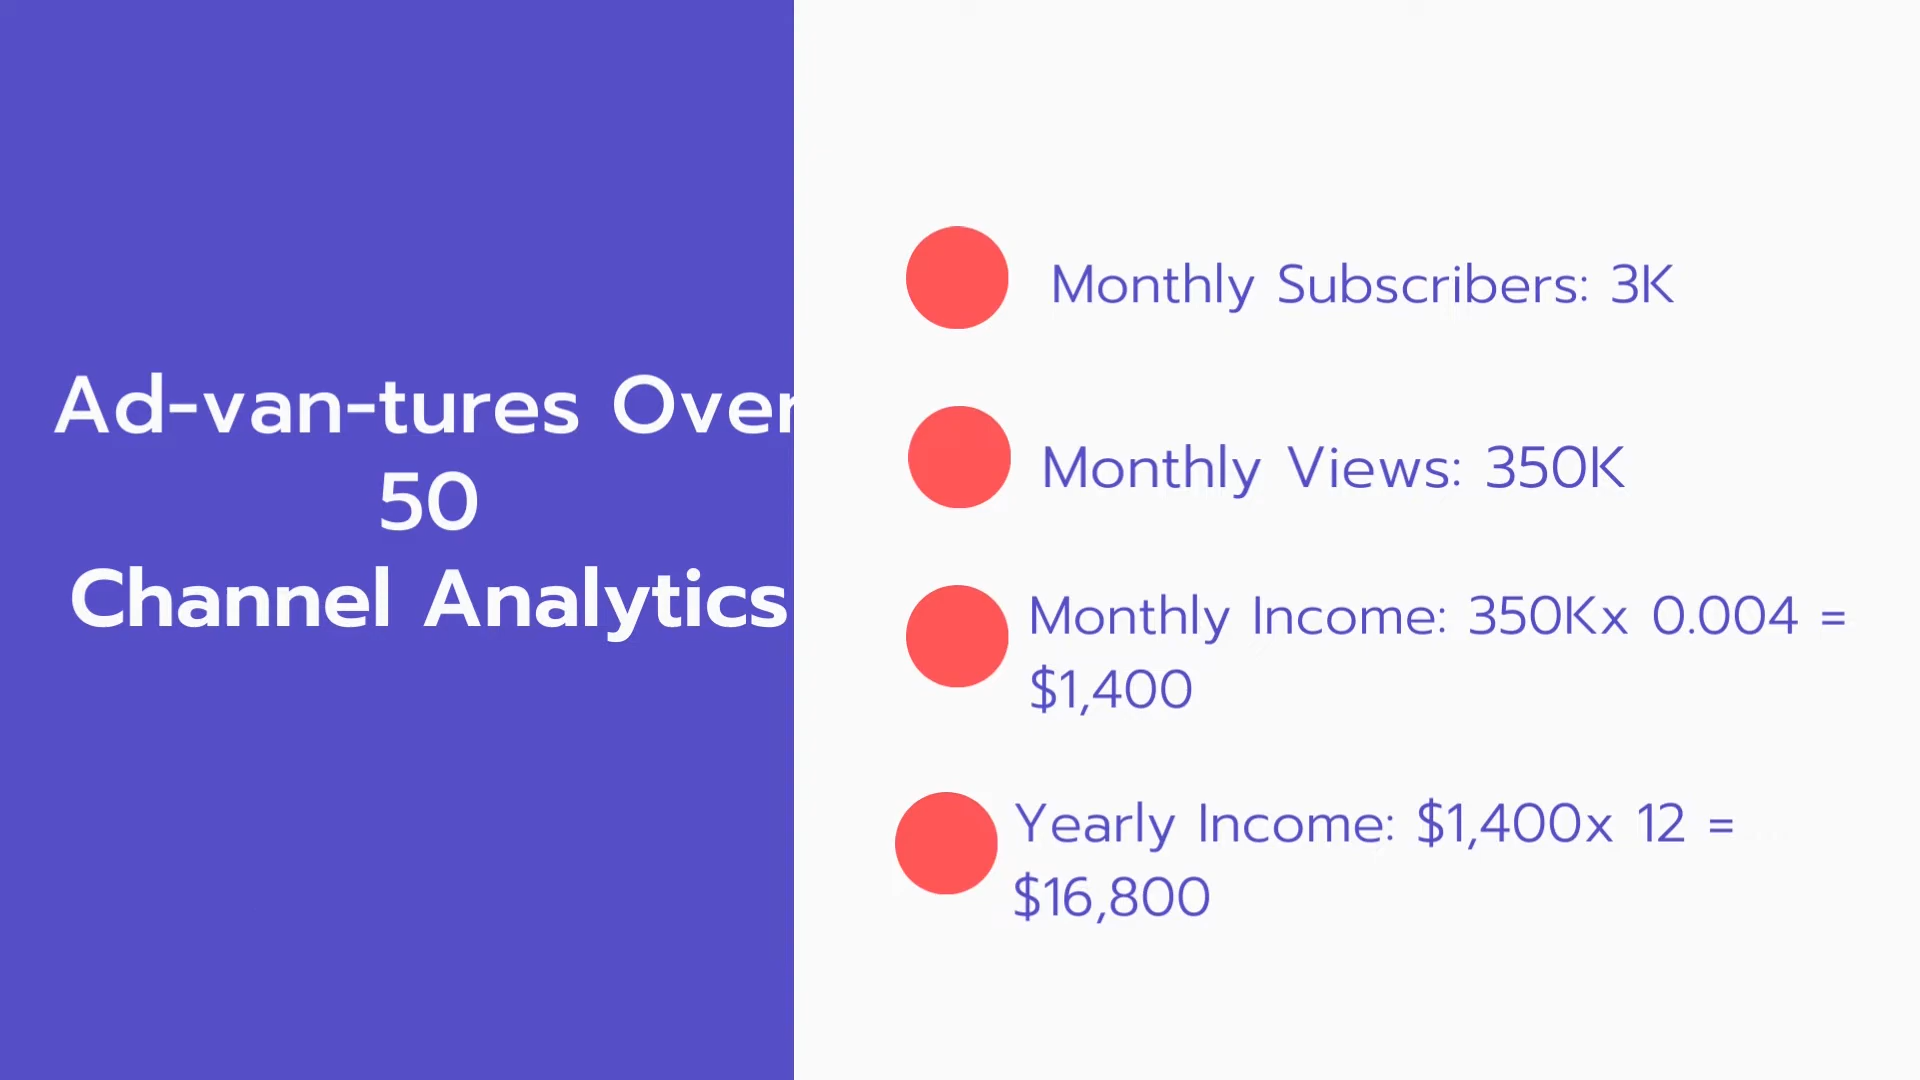 Ad-van-tures Over
50
Channel Analytics
Monthly Subscribers: 3K
Monthly Views: 350K
Monthly Income: 350Kx 0.004 =
$1,400
Yearly Income: $1,400x 12 =
$16,800